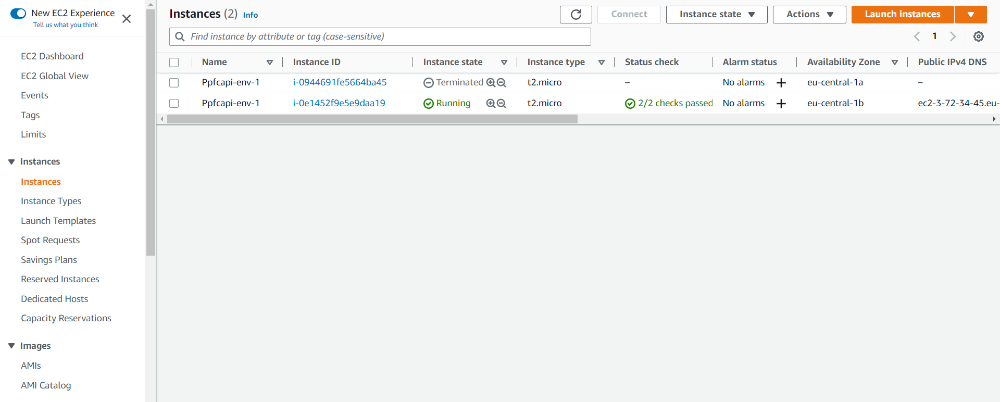 New EC2 Experience
Tell us what you think
EC2 Dashboard
EC2 Global View
Events
Tags
Limits
Instances
Instances
Instance Types
Launch Templates
Spot Requests
Savings Plans
Reserved Instances
Dedicated Hosts
Capacity Reservations
Images
AMIs
AMI Catalog
Instances (2) Info
Connect
Instance state
Actions
Launch instances
Find instance by attribute or tag (case-sensitive)
1
Name Instance ID Instance state Instance type Status check Alarm status Availability Zone Public IPv4 DNS
Ppfcapi-env-1 i-0944691fe5664ba45 Terminated t2.micro – No alarms eu-central-1a –
Ppfcapi-env-1 i-0e1452f9e5e9daa19 Running t2.micro 2/2 checks passed No alarms eu-central-1b ec2-3-72-34-45.eu-